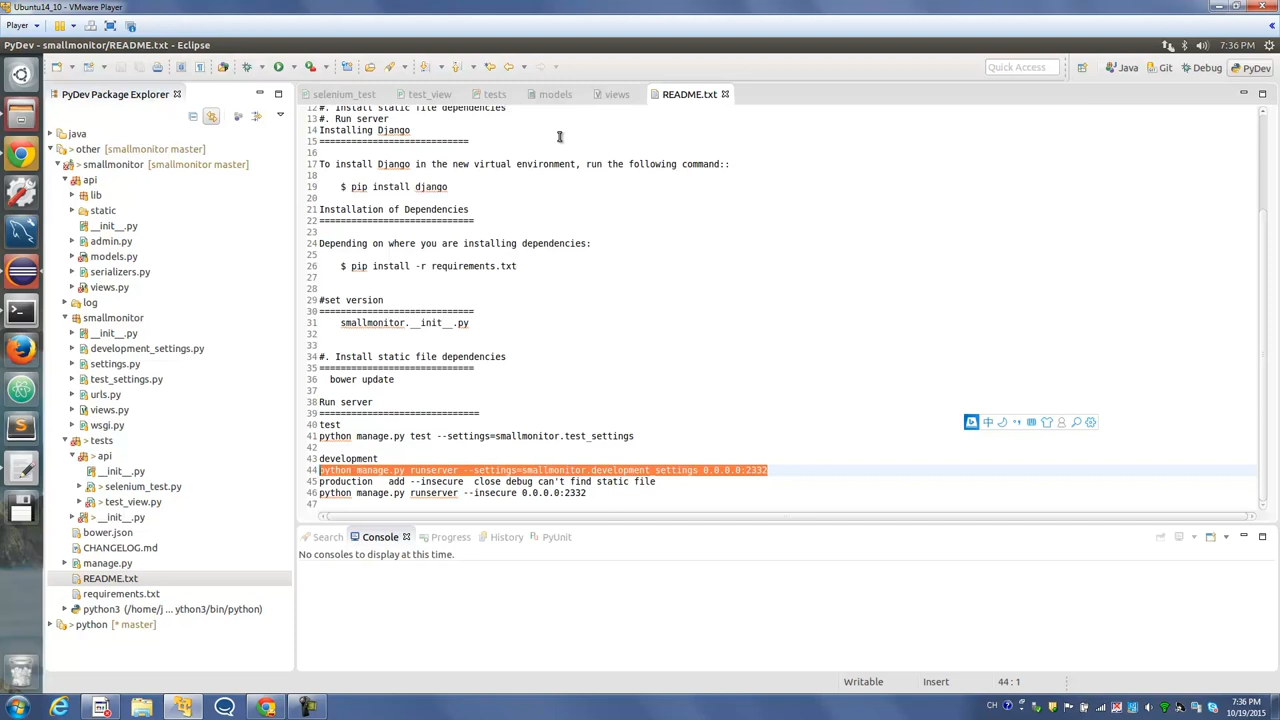 Ubuntu14_10 - VMware Player
Player
PyDev - smallmonitor/README.txt - Eclipse
7:36 PM
Quick Access
Java
Git
Debug
PyDev
PyDev Package Explorer
selenium_test
test_view
tests
models
views
README.txt
java
> other (smallmonitor master)
> smallmonitor (smallmonitor master)
api
lib
static
__init__.py
admin.py
models.py
serializers.py
views.py
log
smallmonitor
__init__.py
development_settings.py
settings.py
test_settings.py
urls.py
views.py
wsgi.py
> tests
> api
__init__.py
> selenium_test.py
> test_view.py
> __init__.py
bower.json
CHANGELOG.md
manage.py
README.txt
requirements.txt
python3 (/home/j ... ython3/bin/python)
python [* master]
12 #. Install static file dependencies
13 #. Run server
14 Installing Django
15 ============================
16
17 To install Django in the new virtual environment, run the following command::
18
19 $ pip install django
20
21 Installation of Dependencies
22 =============================
23
24 Depending on where you are installing dependencies:
25
26 $ pip install -r requirements.txt
27
28
29 #set version
30 =============================
31 smallmonitor.__init__.py
32
33
34 #. Install static file dependencies
35 =============================
36 bower update
37
38 Run server
39 ==============================
40 test
41 python manage.py test --settings=smallmonitor.test_settings
42
43 development
44 python manage.py runserver --settings=smallmonitor.development_settings 0.0.0.0:2332
45 production add --insecure close debug can't find static file
46 python manage.py runserver --insecure 0.0.0.0:2332
47
中
Search
Console
Progress
History
PyUnit
No consoles to display at this time.
Writable
Insert
44 : 1
CH
7:36 PM
10/19/2015